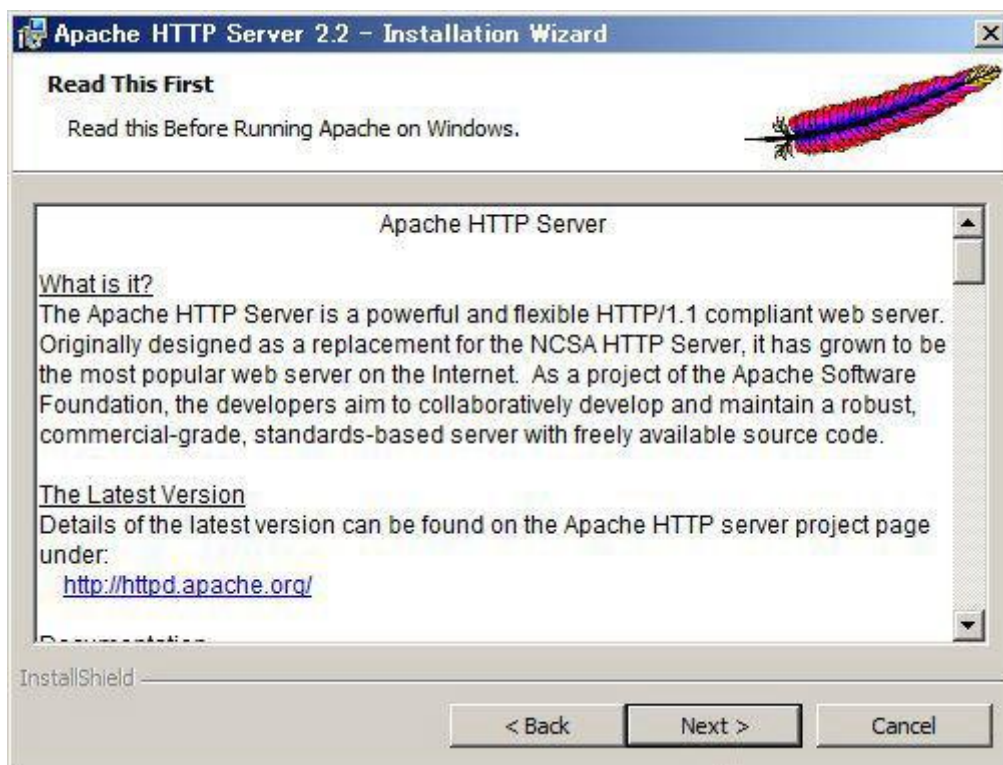 Apache HTTP Server 2.2 - Installation Wizard
Read This First
Read this Before Running Apache on Windows.
Apache HTTP Server
What is it?
The Apache HTTP Server is a powerful and flexible HTTP/1.1 compliant web server.
Originally designed as a replacement for the NCSA HTTP Server, it has grown to be
the most popular web server on the Internet.  As a project of the Apache Software
Foundation, the developers aim to collaboratively develop and maintain a robust,
commercial-grade, standards-based server with freely available source code.
The Latest Version
Details of the latest version can be found on the Apache HTTP server project page
under:
http://httpd.apache.org/
Documentation
InstallShield
< Back
Next >
Cancel